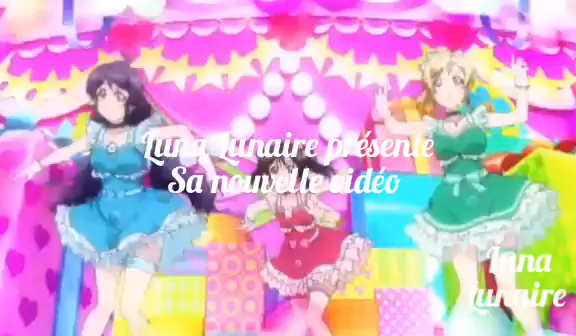 Luna Lunaire présente
Sa nouvelle vidéo
Luna
Lunaire